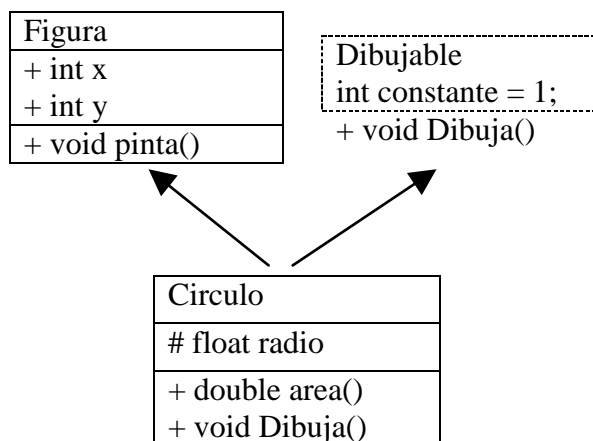 Figura
+ int x
+ int y
+ void pinta()
Dibujable
int constante = 1;
+ void Dibuja()
Circulo
# float radio
+ double area()
+ void Dibuja()